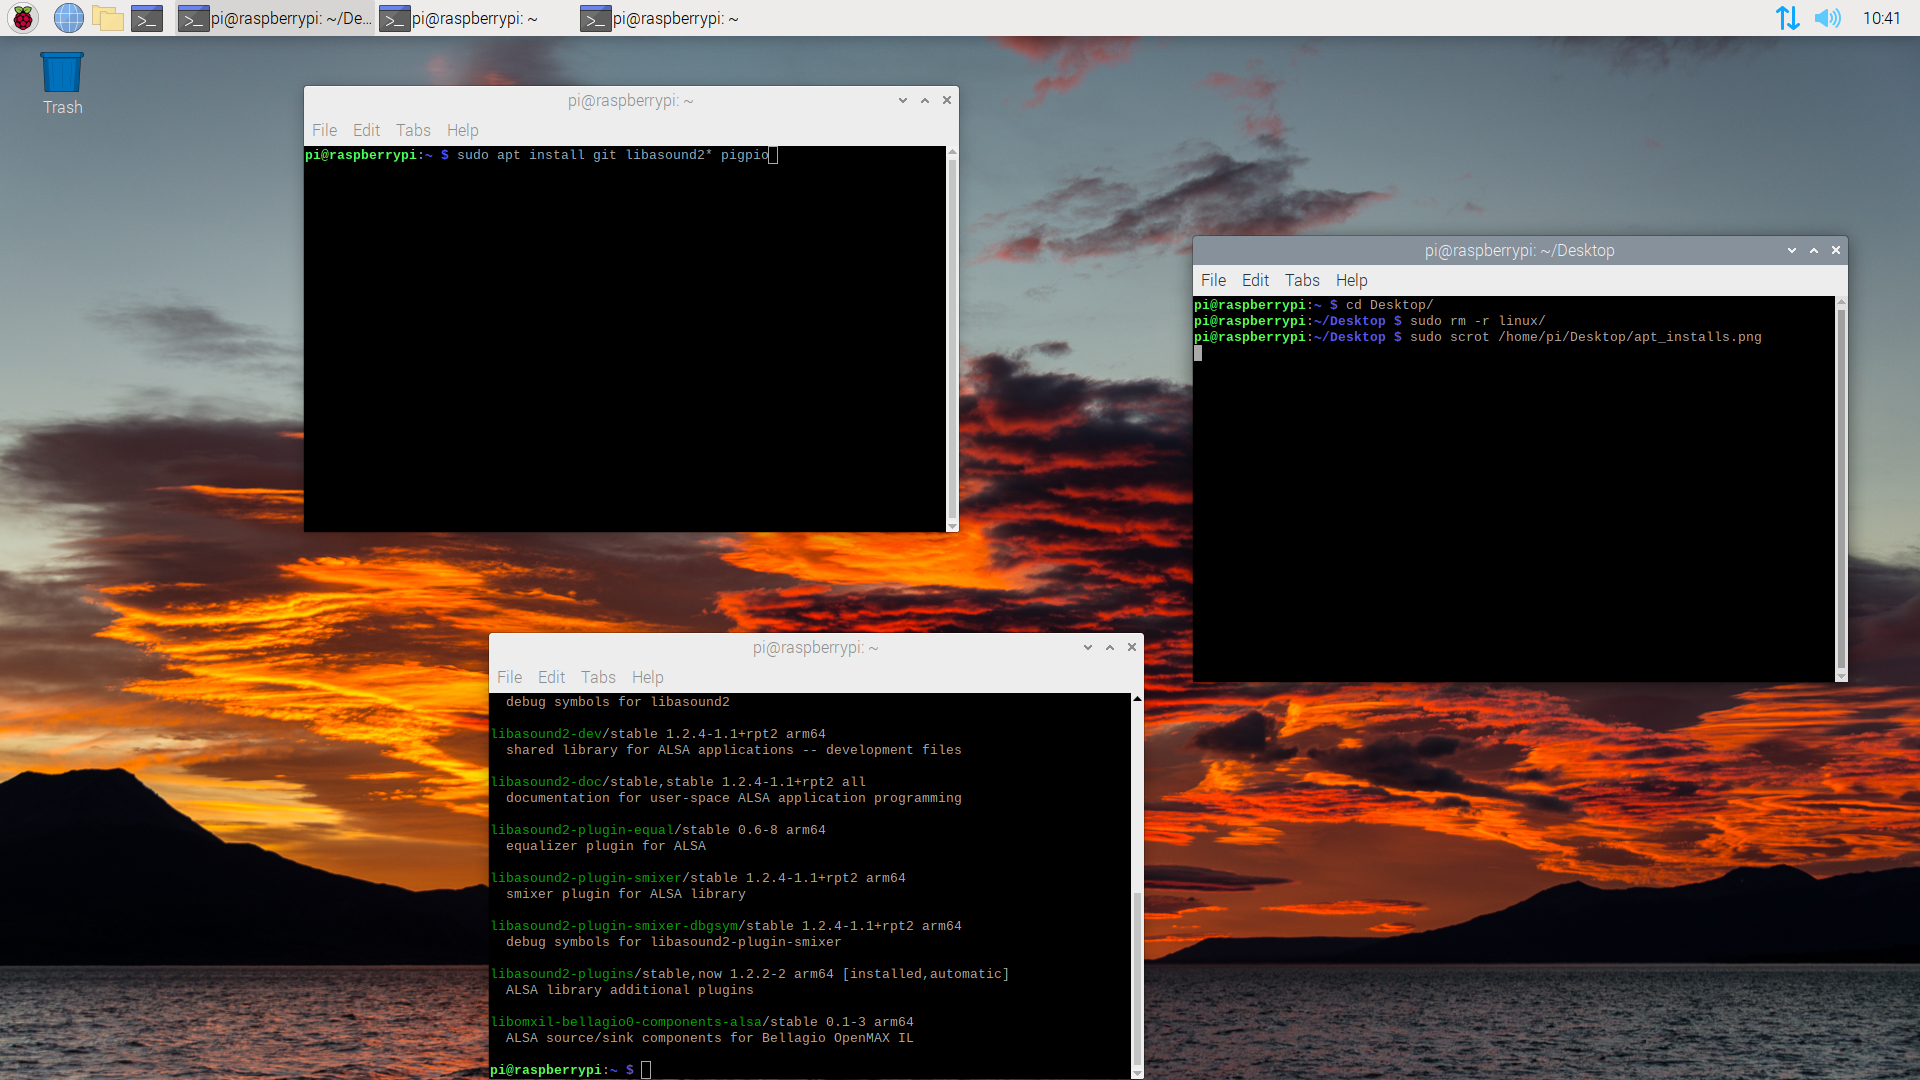 pi@raspberrypi: ~/De...
pi@raspberrypi: ~
pi@raspberrypi: ~
10:41
Trash
pi@raspberrypi: ~
File Edit Tabs Help
pi@raspberrypi:~ $ sudo apt install git libasound2* pigpio
pi@raspberrypi: ~/Desktop
File Edit Tabs Help
pi@raspberrypi:~ $ cd Desktop/
pi@raspberrypi:~/Desktop $ sudo rm -r linux/
pi@raspberrypi:~/Desktop $ sudo scrot /home/pi/Desktop/apt_installs.png
pi@raspberrypi: ~
File Edit Tabs Help
debug symbols for libasound2
libasound2-dev/stable 1.2.4-1.1+rpt2 arm64
shared library for ALSA applications -- development files
libasound2-doc/stable,stable 1.2.4-1.1+rpt2 all
documentation for user-space ALSA application programming
libasound2-plugin-equal/stable 0.6-8 arm64
equalizer plugin for ALSA
libasound2-plugin-smixer/stable 1.2.4-1.1+rpt2 arm64
smixer plugin for ALSA library
libasound2-plugin-smixer-dbgsym/stable 1.2.4-1.1+rpt2 arm64
debug symbols for libasound2-plugin-smixer
libasound2-plugins/stable,now 1.2.2-2 arm64 [installed,automatic]
ALSA library additional plugins
libomxil-bellagio0-components-alsa/stable 0.1-3 arm64
ALSA source/sink components for Bellagio OpenMAX IL
pi@raspberrypi:~ $